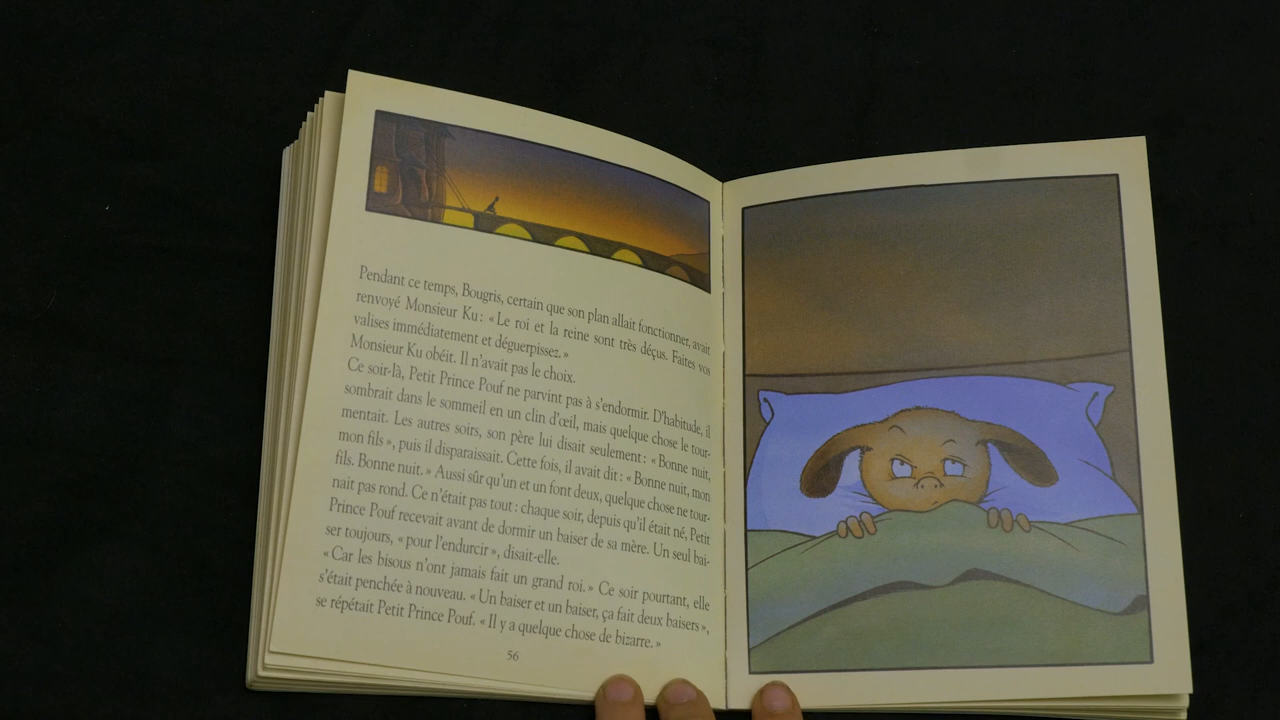 Pendant ce temps, Bougris, certain que son plan allait fonctionner, avait
renvoyé Monsieur Ku : « Le roi et la reine sont très déçus. Faites vos
valises immédiatement et déguerpissez. »
Monsieur Ku obéit. Il n'avait pas le choix.
Ce soir-là, Petit Prince Pouf ne parvint pas à s'endormir. D'habitude, il
sombrait dans le sommeil en un clin d'œil, mais quelque chose le tour-
mentait. Les autres soirs, son père lui disait seulement : « Bonne nuit,
mon fils », puis il disparaissait. Cette fois, il avait dit : « Bonne nuit, mon
fils. Bonne nuit. » Aussi sûr qu'un et un font deux, quelque chose ne tour-
nait pas rond. Ce n'était pas tout : chaque soir, depuis qu'il était né, Petit
Prince Pouf recevait avant de dormir un baiser de sa mère. Un seul bai-
ser toujours, « pour l'endurcir », disait-elle.
« Car les bisous n'ont jamais fait un grand roi. » Ce soir pourtant, elle
s'était penchée à nouveau. « Un baiser et un baiser, ça fait deux baisers »,
se répétait Petit Prince Pouf. « Il y a quelque chose de bizarre. »
56